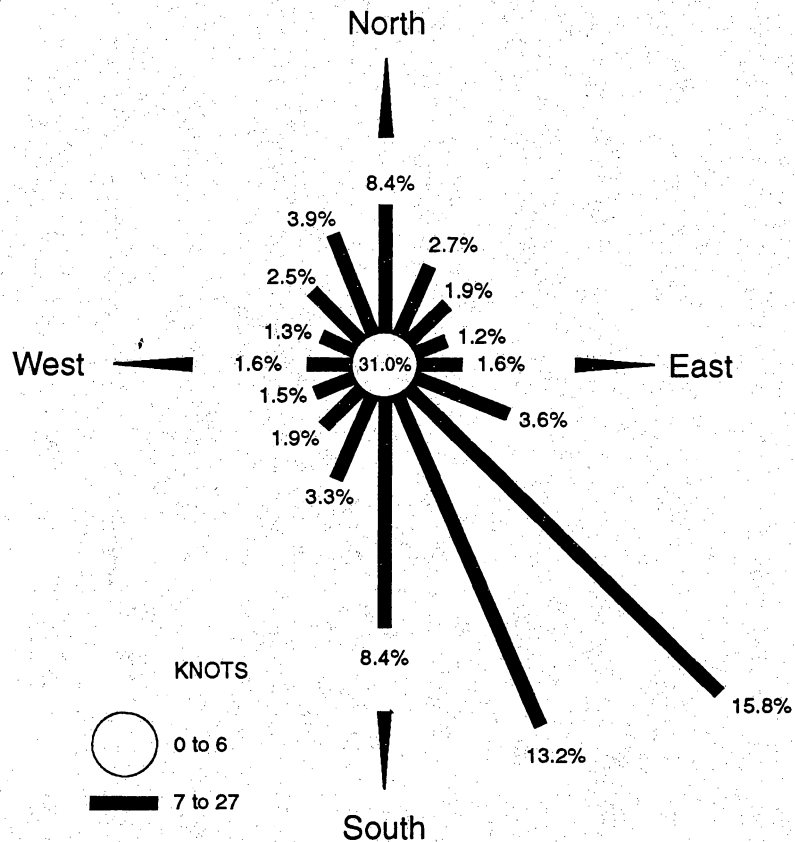 North
8.4%
3.9%
2.7%
2.5%
1.9%
1.3%
1.2%
West
1.6%
31.0%
1.6%
East
1.5%
3.6%
1.9%
3.3%
8.4%
KNOTS
15.8%
0 to 6
13.2%
7 to 27
South